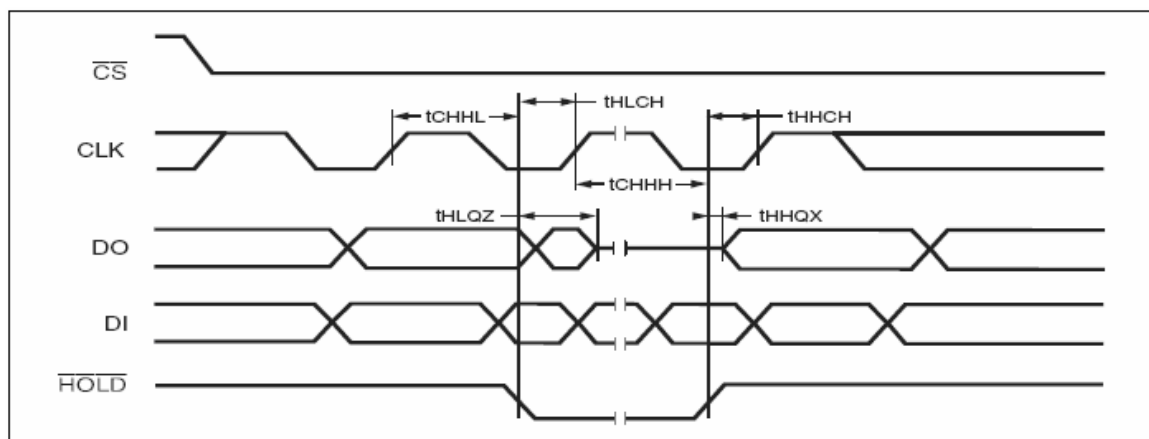 CS
tHLCH
tCHHL
tHHCH
CLK
tCHHH
tHLQZ
tHHQX
DO
DI
HOLD